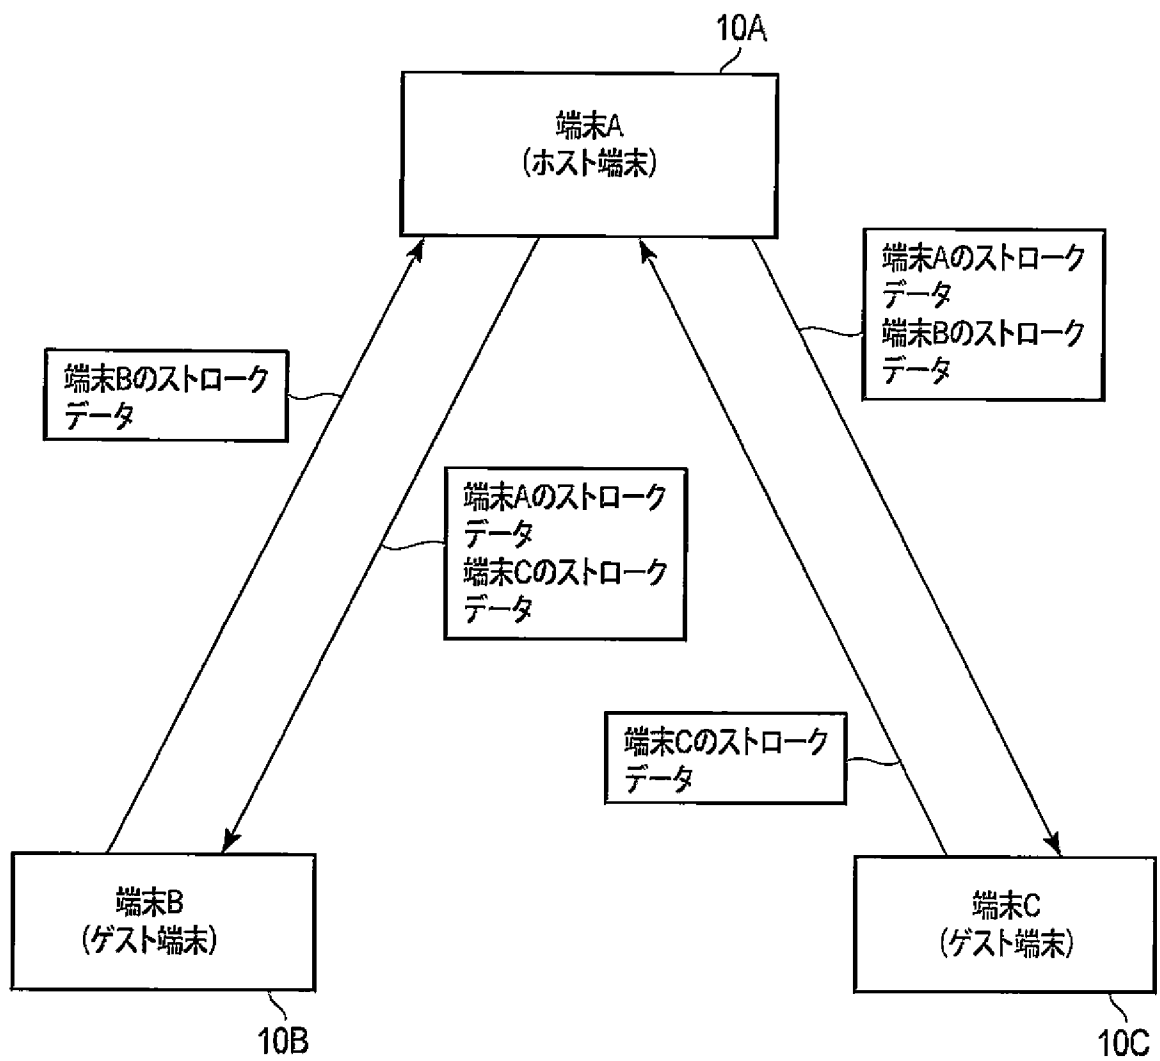 10A
端末A
(ホスト端末)
端末Aのストローク
データ
端末Bのストローク
データ
端末Bのストローク
データ
端末Aのストローク
データ
端末Cのストローク
データ
端末Cのストローク
データ
端末B
(ゲスト端末)
端末C
(ゲスト端末)
10B
10C